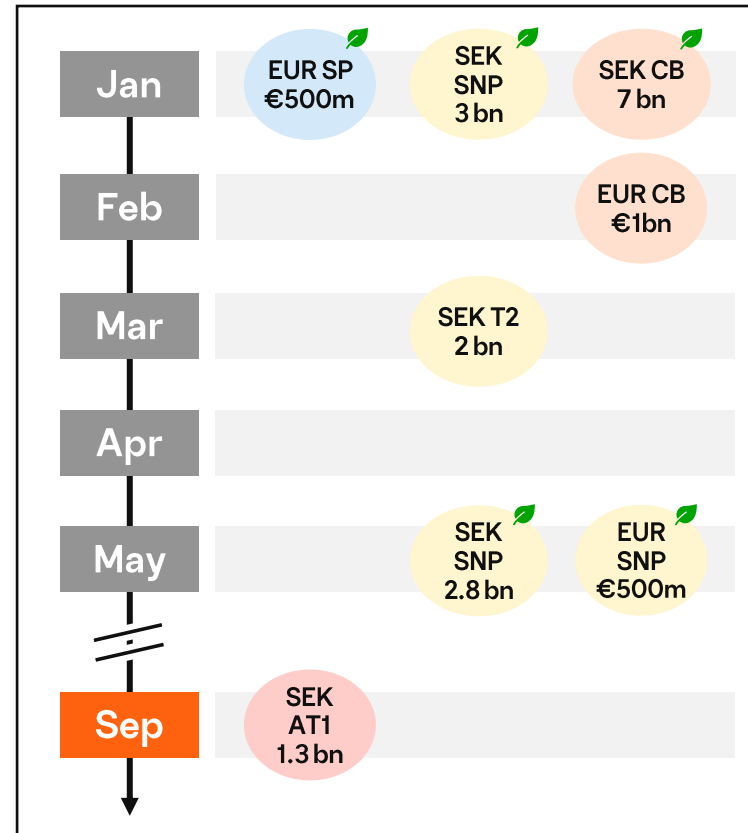 Jan
EUR SP
€500m
SEK
SNP
3 bn
SEK CB
7 bn
Feb
EUR CB
€1bn
Mar
SEK T2
2 bn
Apr
May
SEK
SNP
2.8 bn
EUR
SNP
€500m
Sep
SEK
AT1
1.3 bn